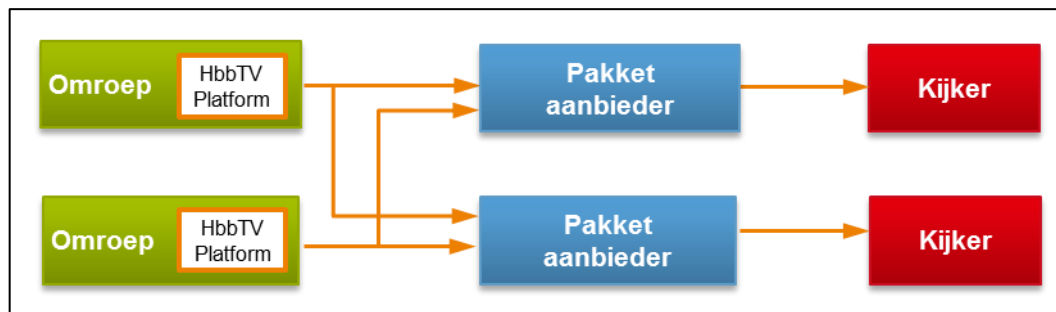 Omroep
HbbTV
Platform
Pakket
aanbieder
Kijker
Omroep
HbbTV
Platform
Pakket
aanbieder
Kijker